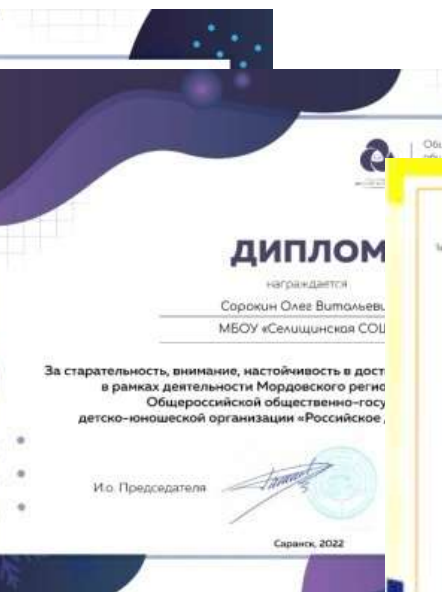 ДИПЛОМ
награждается
Сорокин Олег Витальеви
МБОУ «Селищинская СОШ
За старательность, внимание, настойчивость в дост
в рамках деятельности Мордовского регио
Общероссийской общественно-госу
детско-юношеской организации «Российское
И.о. Председателя
Саранск, 2022